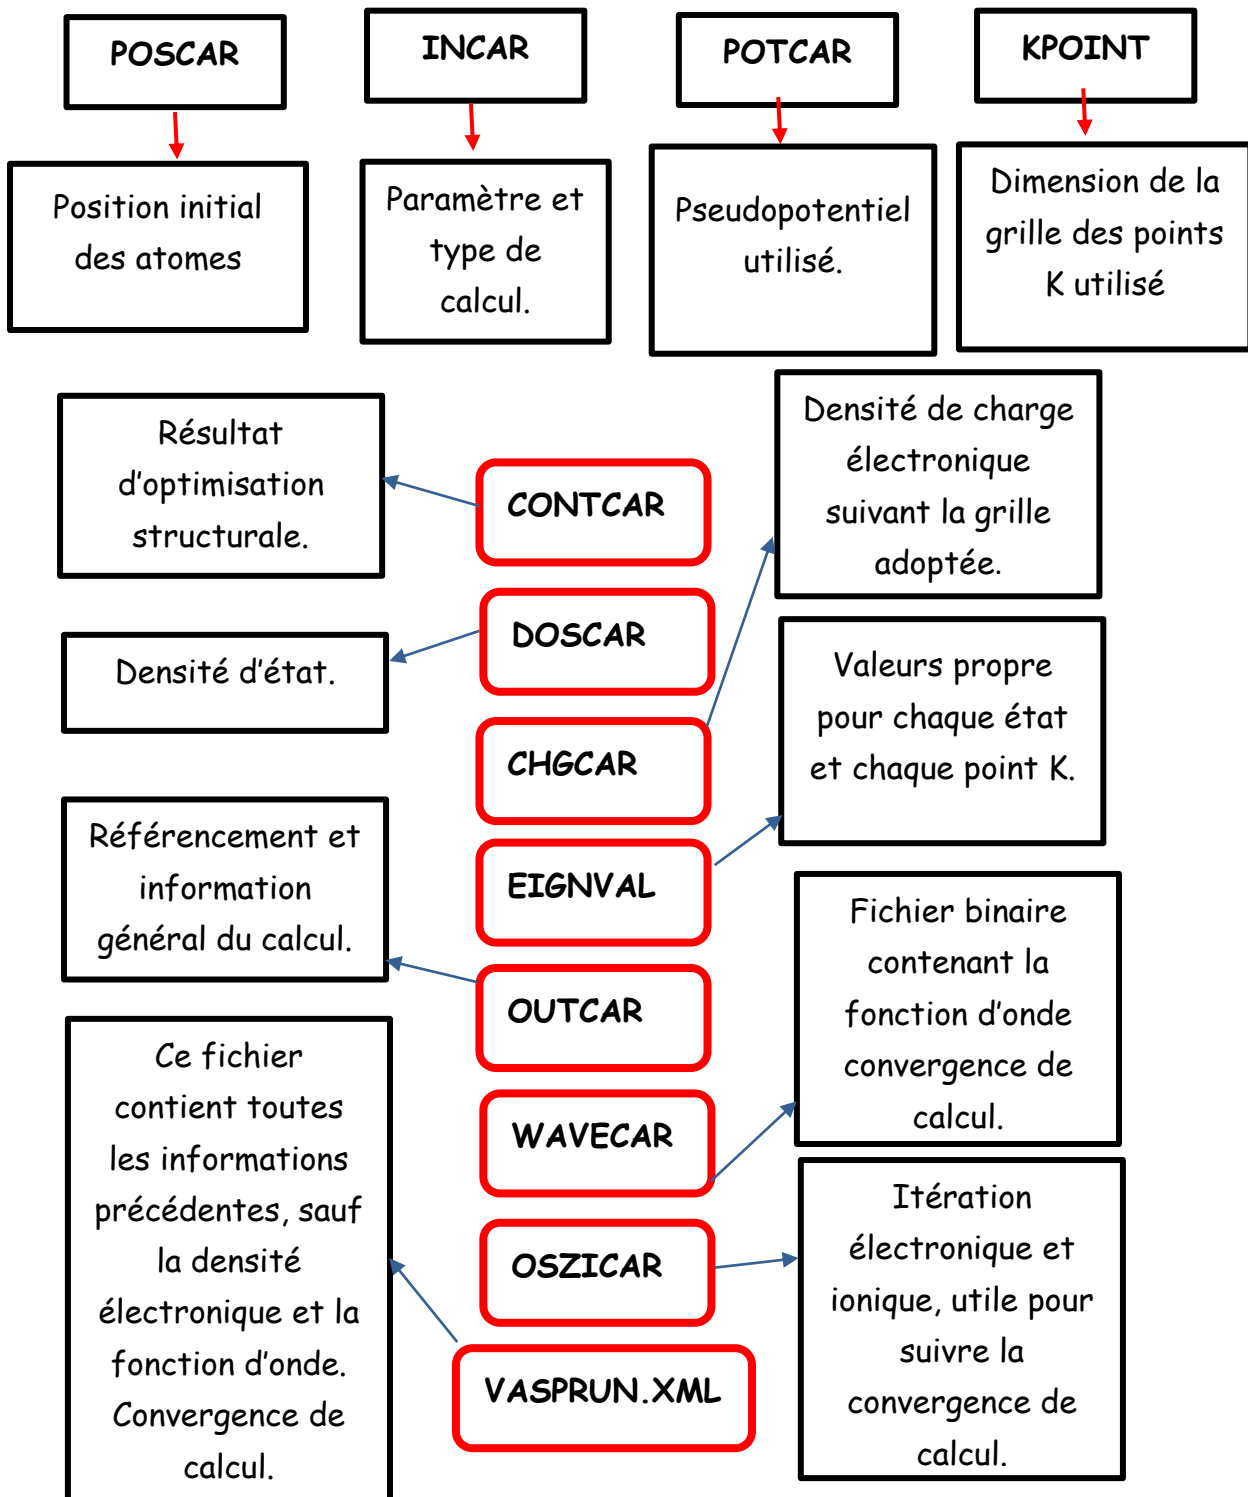 POSCAR
INCAR
POTCAR
KPOINT
Position initial
des atomes
Paramètre et
type de
calcul.
Pseudopotentiel
utilisé.
Dimension de la
grille des points
K utilisé
Résultat
d’optimisation
structurale.
CONTCAR
Densité de charge
électronique
suivant la grille
adoptée.
DOSCAR
Densité d’état.
CHGCAR
Valeurs propre
pour chaque état
et chaque point K.
Référencement et
information
général du calcul.
EIGNVAL
OUTCAR
Fichier binaire
contenant la
fonction d’onde
convergence de
calcul.
Ce fichier
contient toutes
les informations
précédentes, sauf
la densité
électronique et la
fonction d’onde.
Convergence de
calcul.
WAVECAR
OSZICAR
Itération
électronique et
ionique, utile pour
suivre la
convergence de
calcul.
VASPRUN.XML